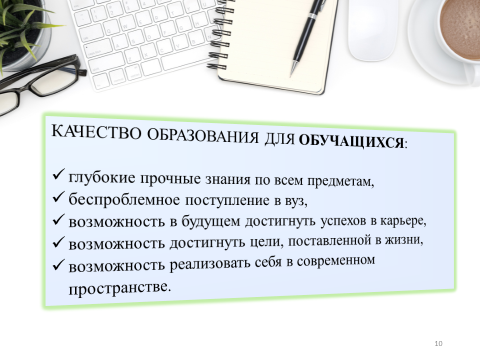 КАЧЕСТВО ОБРАЗОВАНИЯ ДЛЯ ОБУЧАЩИХСЯ:
✓ глубокие прочные знания по всем предметам,
✓ беспроблемное поступление в вуз,
✓ возможность в будущем достигнуть успехов в карьере,
✓ возможность достигнуть цели, поставленной в жизни,
✓ возможность реализовать себя в современном
пространстве.
10